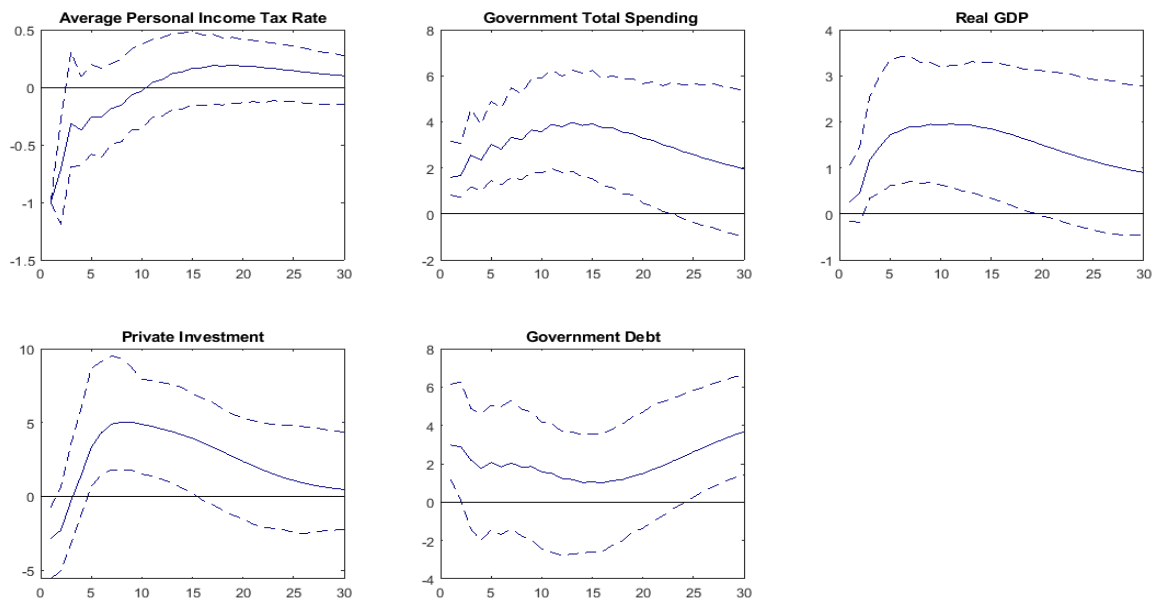 Average Personal Income Tax Rate
0.5
0
-0.5
-1
-1.5
0 5 10 15 20 25 30
Government Total Spending
8
6
4
2
0
-2
0 5 10 15 20 25 30
Real GDP
4
3
2
1
0
-1
0 5 10 15 20 25 30
Private Investment
10
5
0
-5
0 5 10 15 20 25 30
Government Debt
8
6
4
2
0
-2
-4
0 5 10 15 20 25 30